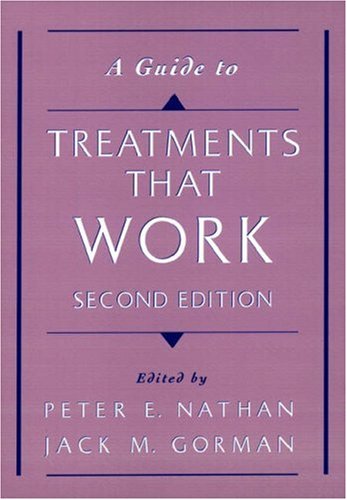 A Guide to
TREATMENTS
THAT
WORK
SECOND EDITION
Edited by
PETER E. NATHAN
JACK M. GORMAN